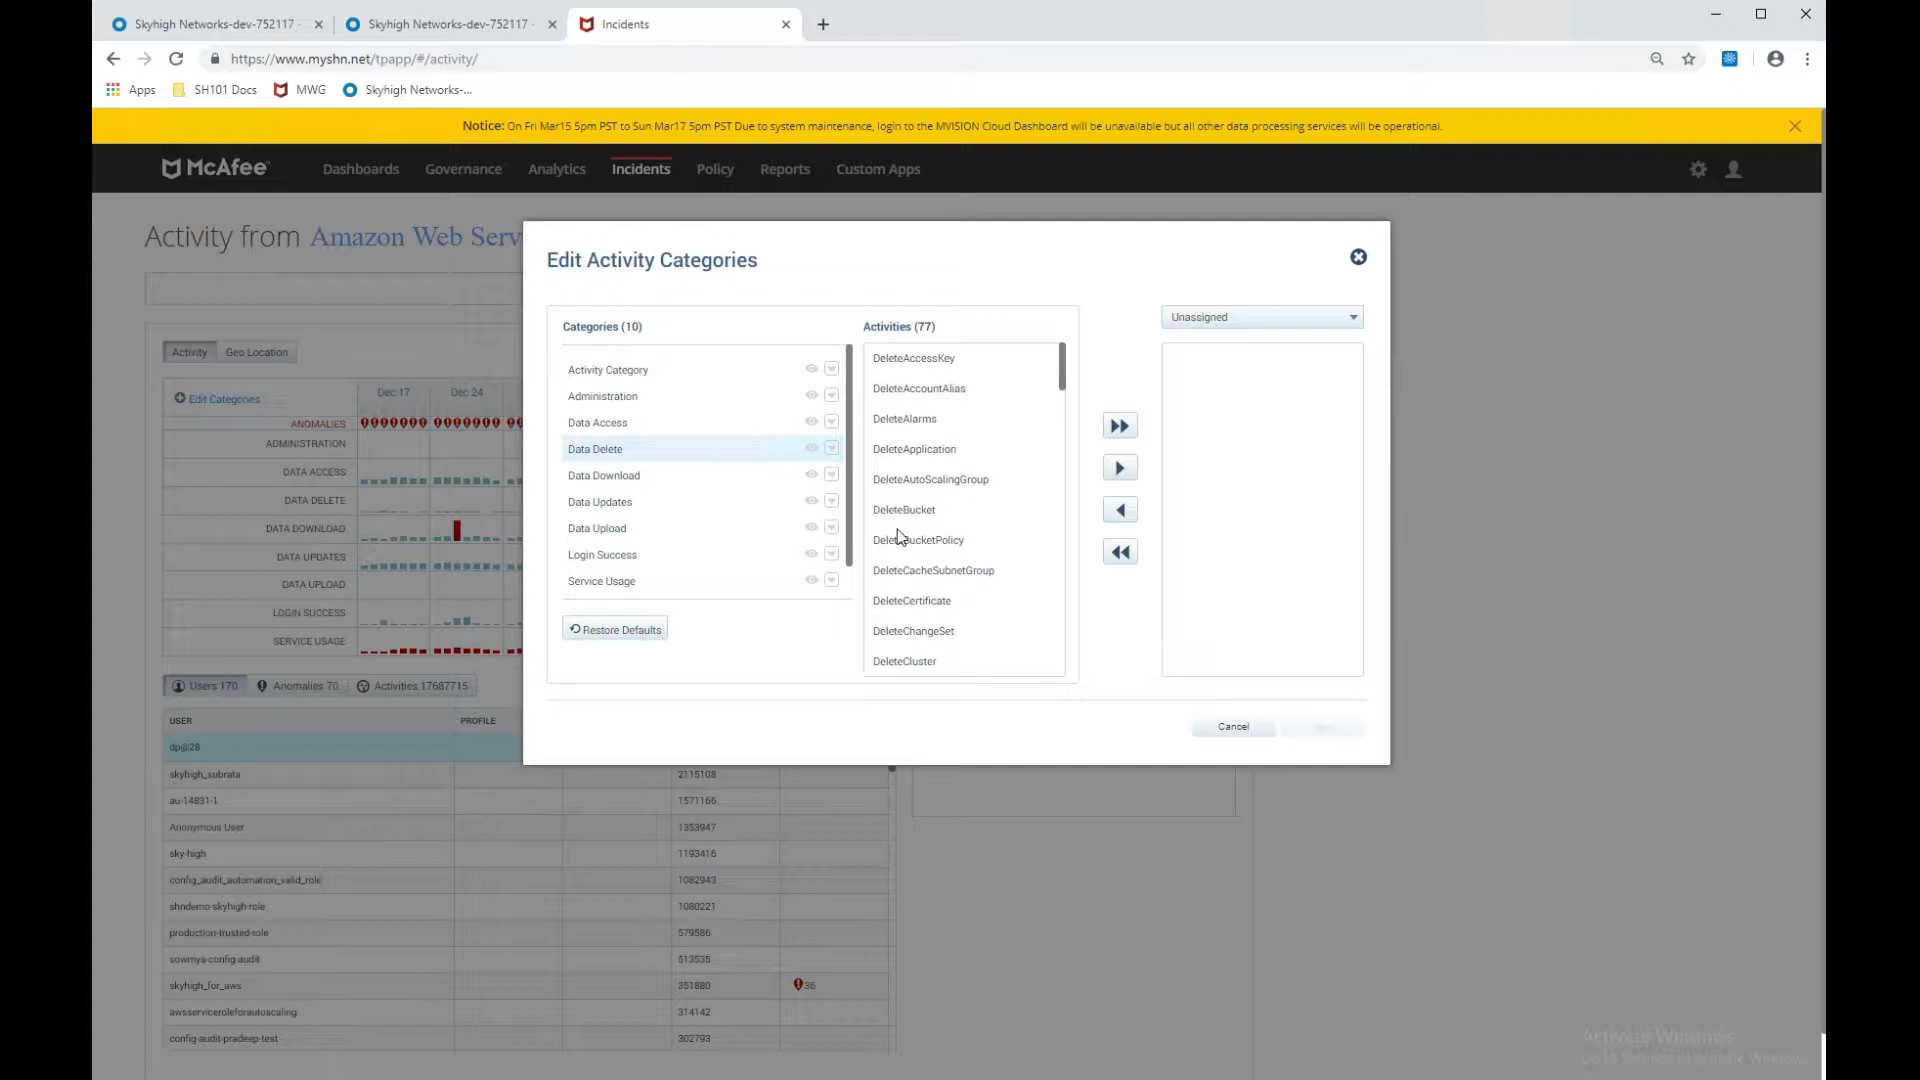 Skyhigh Networks-dev-752117 -
Skyhigh Networks-dev-752117 -
Incidents
https://www.myshn.net/tpapp/#/activity/
Apps
SH101 Docs
MWG
Skyhigh Networks-...
Notice: On Fri Mar15 5pm PST to Sun Mar17 5pm PST Due to system maintenance, login to the MVISION Cloud Dashboard will be unavailable but all other data processing services will be operational.
McAfee
Dashboards
Governance
Analytics
Incidents
Policy
Reports
Custom Apps
Activity from Amazon Web Serv
Activity
Geo Location
Edit Categories
Dec 17
Dec 24
ANOMALIES
ADMINISTRATION
DATA ACCESS
DATA DELETE
DATA DOWNLOAD
DATA UPDATES
DATA UPLOAD
LOGIN SUCCESS
SERVICE USAGE
Users 170
Anomalies 70
Activities 17687715
USER
PROFILE
dp@28
skyhigh_subrata 2115108
au-14831-1 1571166
Anonymous User 1353947
sky-high 1193416
config_audit_automation_valid_role 1082943
shndemo-skyhigh-role 1080221
production-trusted-role 579586
sowmya-config-audit 513535
skyhigh_for_aws 351880 36
awsserviceroleforautoscaling 314142
config-audit-pradeep-test 302793
Edit Activity Categories
Categories (10)
Activity Category
Administration
Data Access
Data Delete
Data Download
Data Updates
Data Upload
Login Success
Service Usage
Restore Defaults
Activities (77)
DeleteAccessKey
DeleteAccountAlias
DeleteAlarms
DeleteApplication
DeleteAutoScalingGroup
DeleteBucket
DeleteBucketPolicy
DeleteCacheSubnetGroup
DeleteCertificate
DeleteChangeSet
DeleteCluster
Unassigned
Cancel
Activate Windows